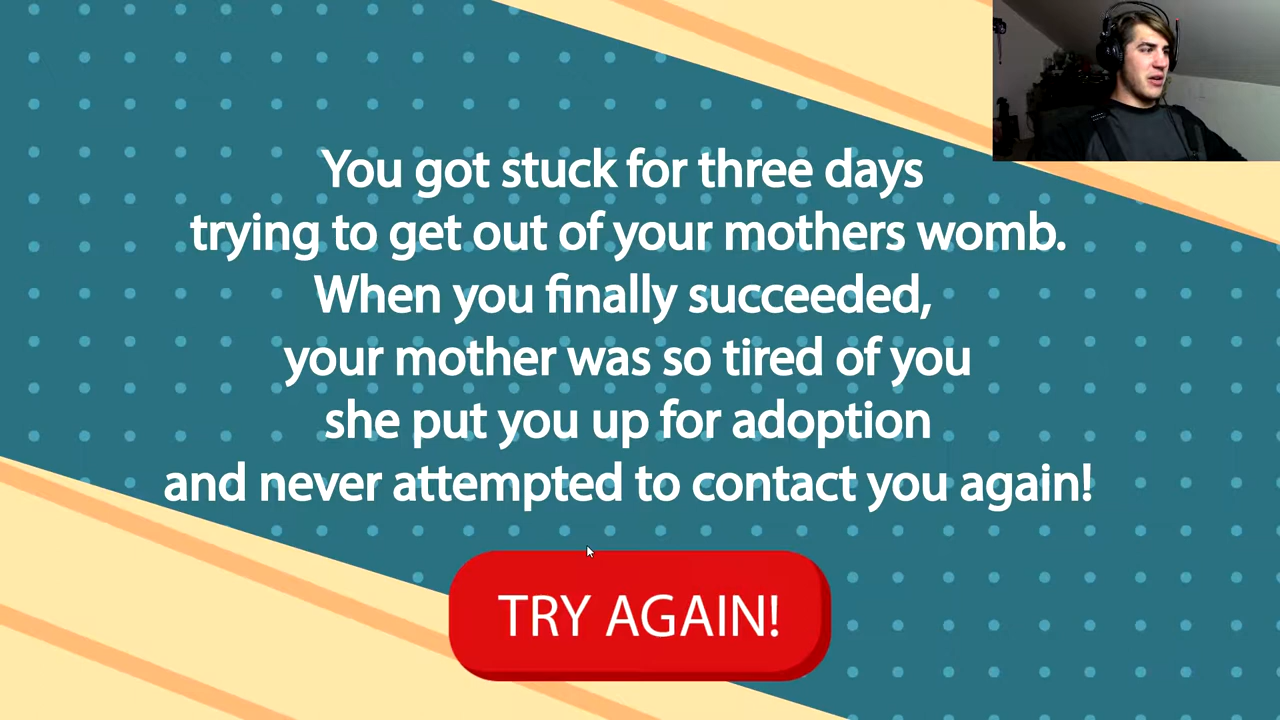 You got stuck for three days
trying to get out of your mothers womb.
When you finally succeeded,
your mother was so tired of you
she put you up for adoption
and never attempted to contact you again!
TRY AGAIN!